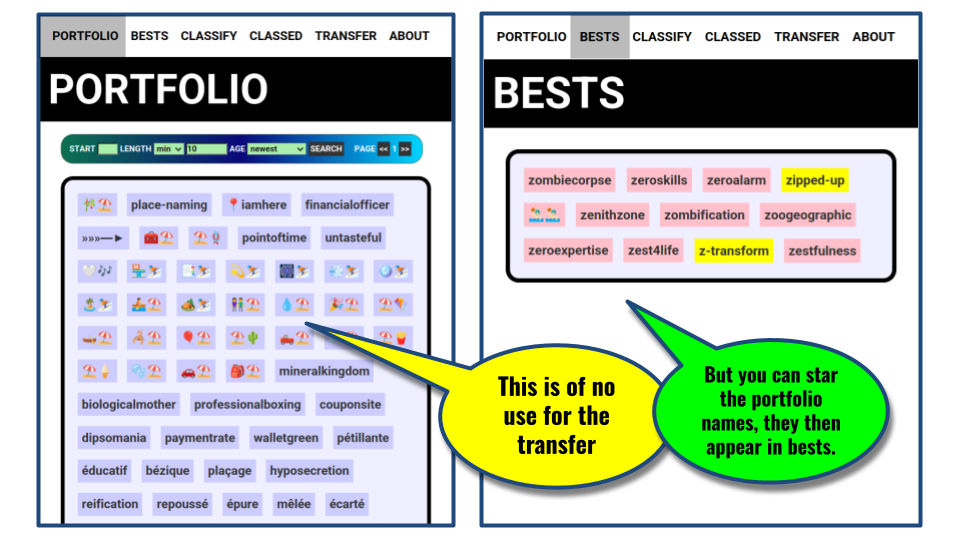 PORTFOLIO BESTS CLASSIFY CLASSED TRANSFER ABOUT
PORTFOLIO
START LENGTH min 10 AGE newest SEARCH PAGE << 1 >>
place-naming iamhere financialofficer
»»»—► pointoftime untasteful
mineralkingdom
biologicalmother professionalboxing couponsite
dipsomania paymentrate walletgreen pétillante
éducatif bézique plaçage hyposecretion
reification repoussé épure mêlée écarté
PORTFOLIO BESTS CLASSIFY CLASSED TRANSFER ABOUT
BESTS
zombiecorpse zeroskills zeroalarm zipped-up
zenithzone zombification zoogeographic
zeroexpertise zest4life z-transform zestfulness
This is of no
use for the
transfer
But you can star
the portfolio
names, they then
appear in bests.